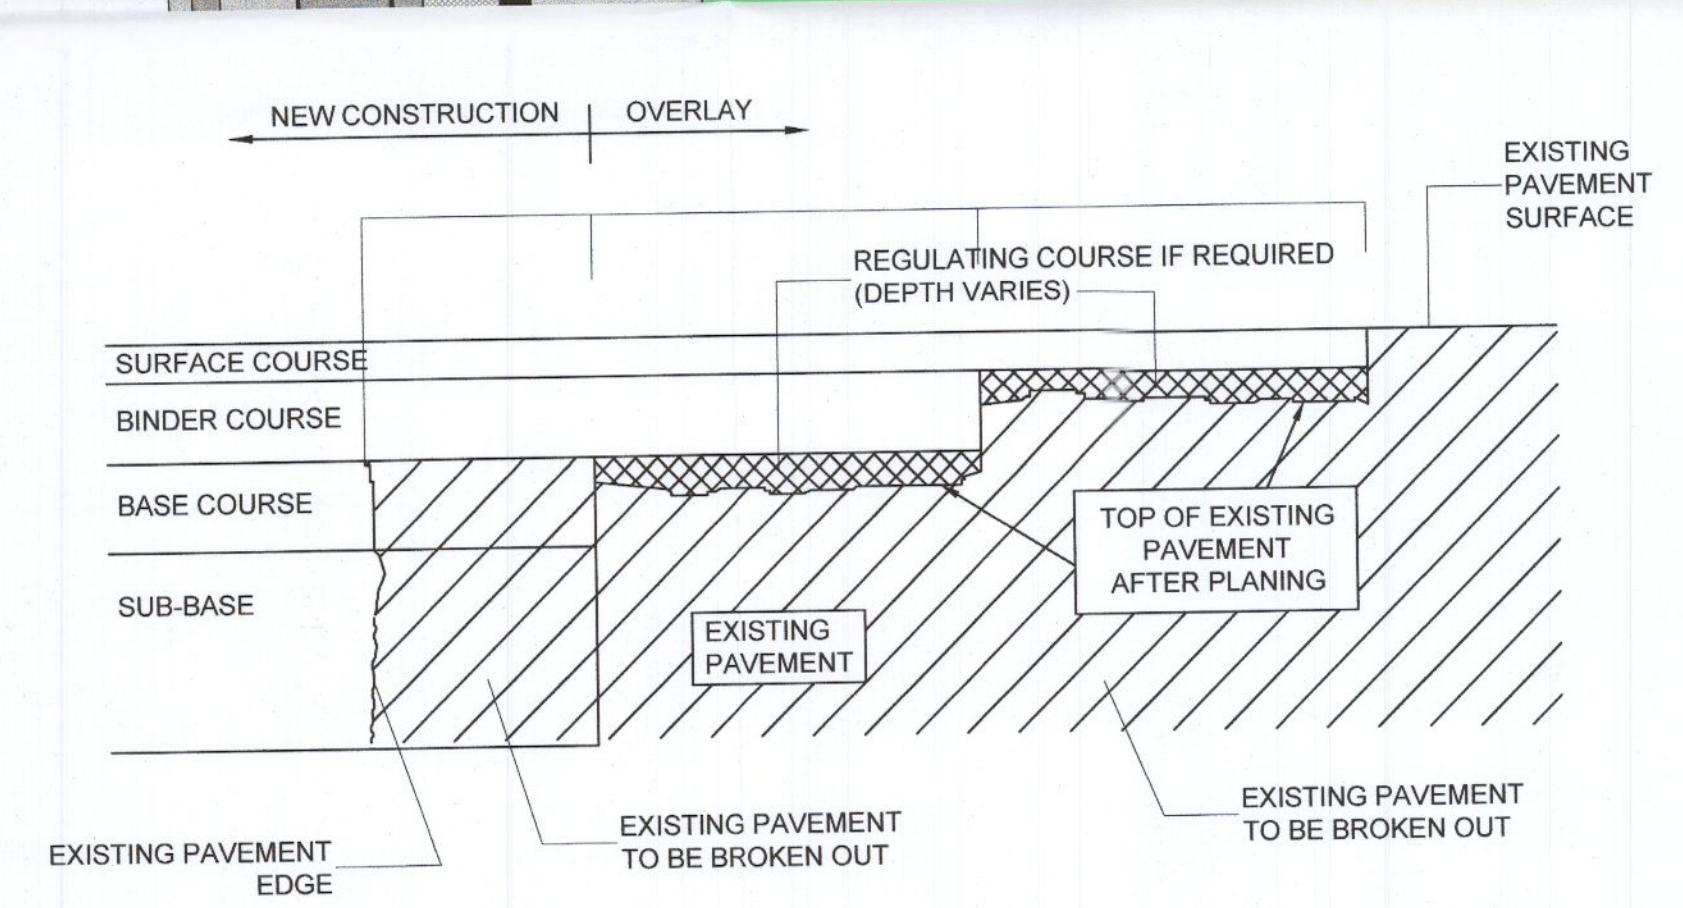 NEW CONSTRUCTION
OVERLAY
EXISTING
PAVEMENT
SURFACE
REGULATING COURSE IF REQUIRED
(DEPTH VARIES)
SURFACE COURSE
BINDER COURSE
BASE COURSE
SUB-BASE
TOP OF EXISTING
PAVEMENT
AFTER PLANING
EXISTING
PAVEMENT
EXISTING PAVEMENT
TO BE BROKEN OUT
EXISTING PAVEMENT
TO BE BROKEN OUT
EXISTING PAVEMENT
EDGE